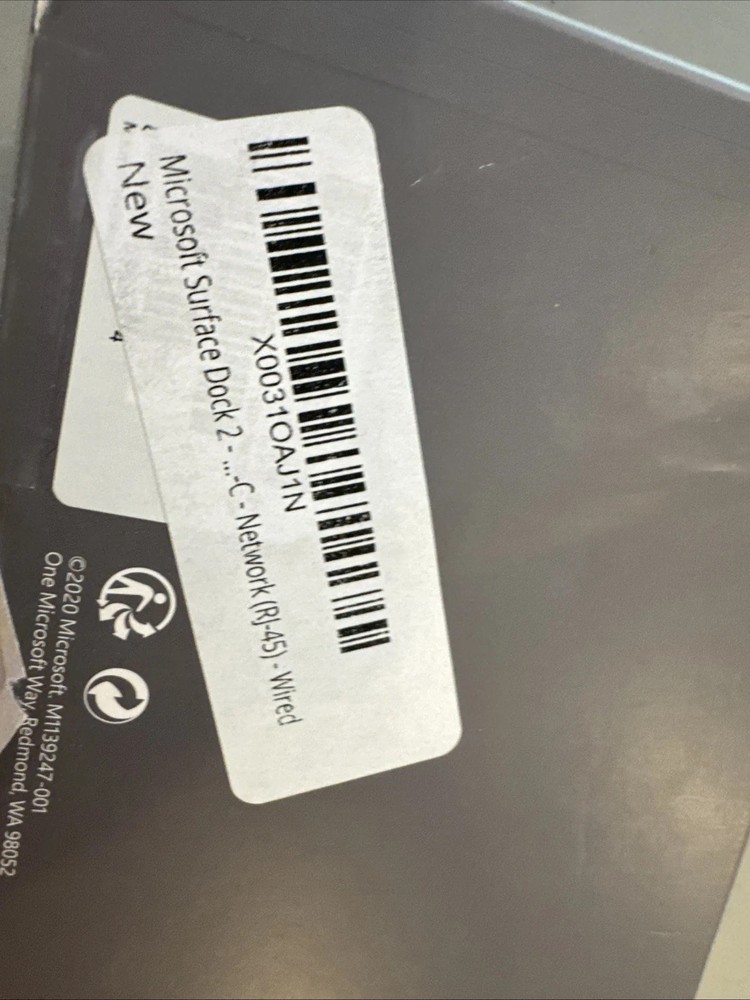 X0031OAJ1N
Microsoft Surface Dock 2 - ...-C - Network (RJ-45) - Wired
New
4
©2020 Microsoft. M1139247-001
One Microsoft Way, Redmond, WA 98052